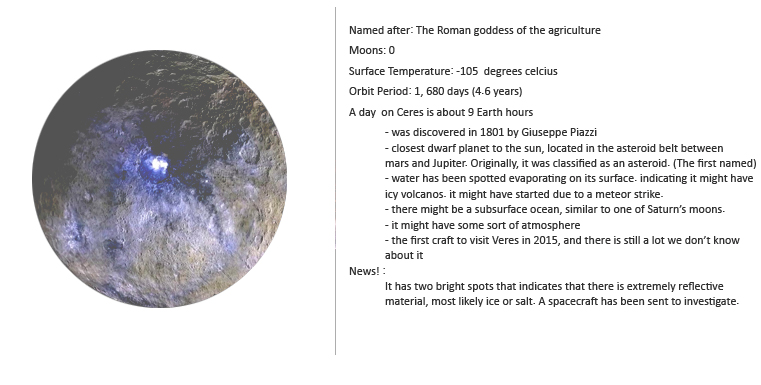 Named after: The Roman goddess of the agriculture
Moons: 0
Surface Temperature: -105 degrees celcius
Orbit Period: 1, 680 days (4.6 years)
A day on Ceres is about 9 Earth hours
- was discovered in 1801 by Giuseppe Piazzi
- closest dwarf planet to the sun, located in the asteroid belt between
mars and Jupiter. Originally, it was classified as an asteroid. (The first named)
- water has been spotted evaporating on its surface. indicating it might have
icy volcanos. it might have started due to a meteor strike.
- there might be a subsurface ocean, similar to one of Saturn's moons.
- it might have some sort of atmosphere
- the first craft to visit Veres in 2015, and there is still a lot we don't know
about it
News! :
It has two bright spots that indicates that there is extremely reflective
material, most likely ice or salt. A spacecraft has been sent to investigate.